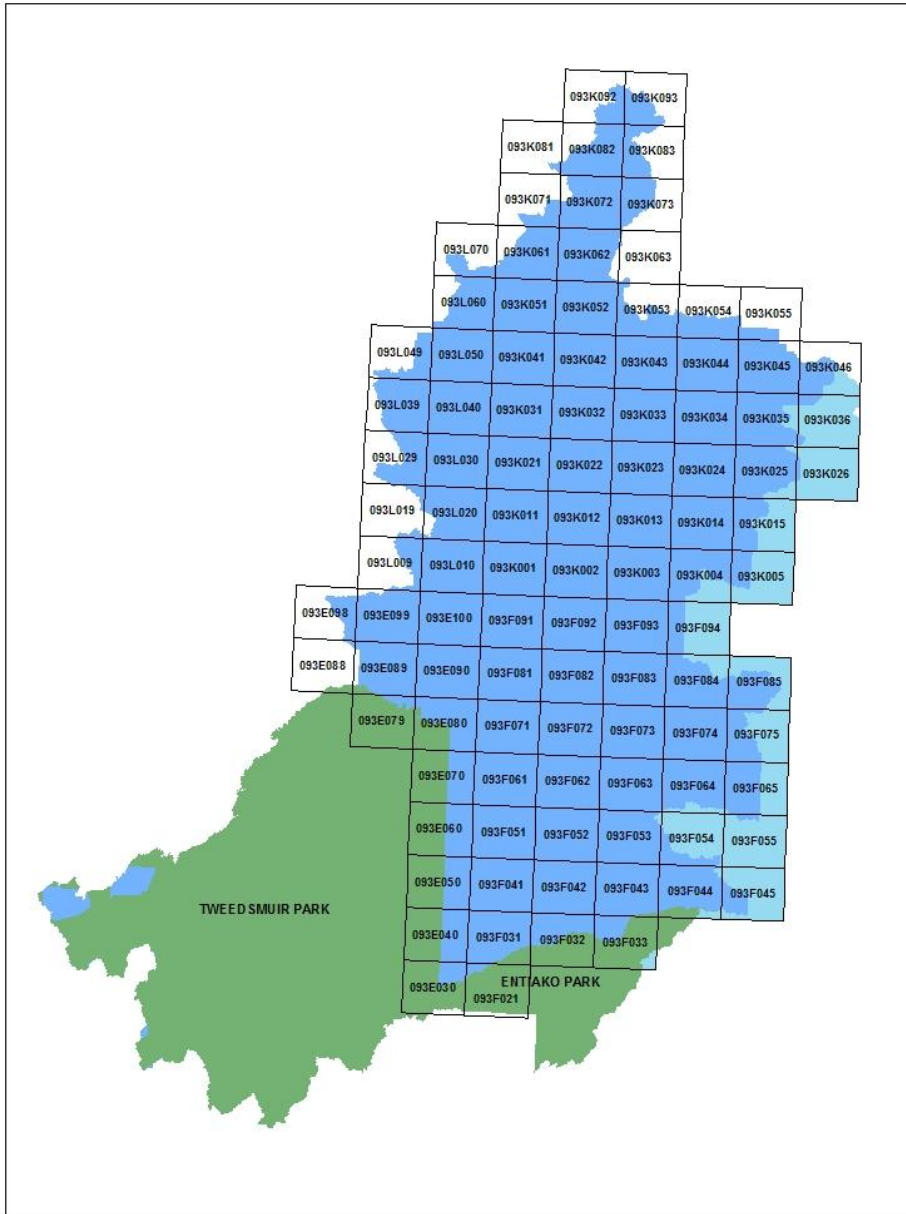 093K092 093K093
093K081 093K082 093K083
093K071 093K072 093K073
093L070 093K061 093K062 093K063
093L060 093K051 093K052 093K053 093K054 093K055
093L049 093L050 093K041 093K042 093K043 093K044 093K045 093K046
093L039 093L040 093K031 093K032 093K033 093K034 093K035 093K036
093L029 093L030 093K021 093K022 093K023 093K024 093K025 093K026
093L019 093L020 093K011 093K012 093K013 093K014 093K015
093L009 093L010 093K001 093K002 093K003 093K004 093K005
093E098 093E099 093E100 093F091 093F092 093F093 093F094
093E088 093E089 093E090 093F081 093F082 093F083 093F084 093F085
093E079 093E080 093F071 093F072 093F073 093F074 093F075
093E070 093F061 093F062 093F063 093F064 093F065
093E060 093F051 093F052 093F053 093F054 093F055
093E050 093F041 093F042 093F043 093F044 093F045
TWEEDSMUIR PARK
093E040 093F031 093F032 093F033
093E030 093F021
ENTIAKO PARK